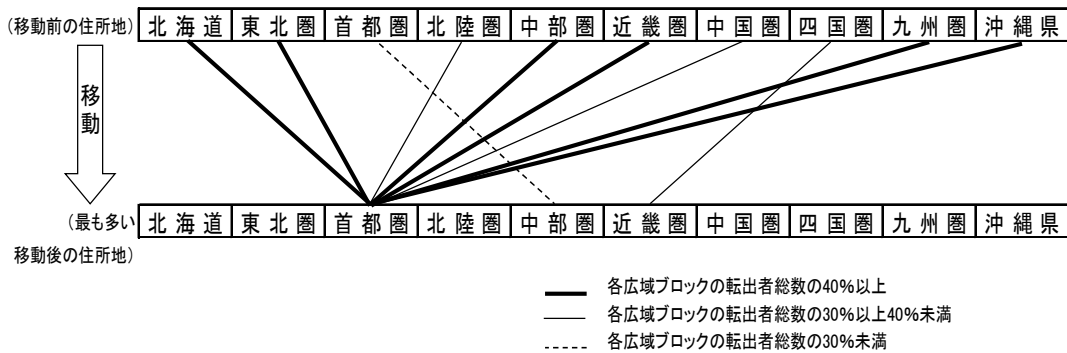 (移動前の住所地) 北海道 東北圏 首都圏 北陸圏 中部圏 近畿圏 中国圏 四国圏 九州圏 沖縄県
移動
(最も多い 北海道 東北圏 首都圏 北陸圏 中部圏 近畿圏 中国圏 四国圏 九州圏 沖縄県
移動後の住所地)
各広域ブロックの転出者総数の40%以上
各広域ブロックの転出者総数の30%以上40%未満
各広域ブロックの転出者総数の30%未満